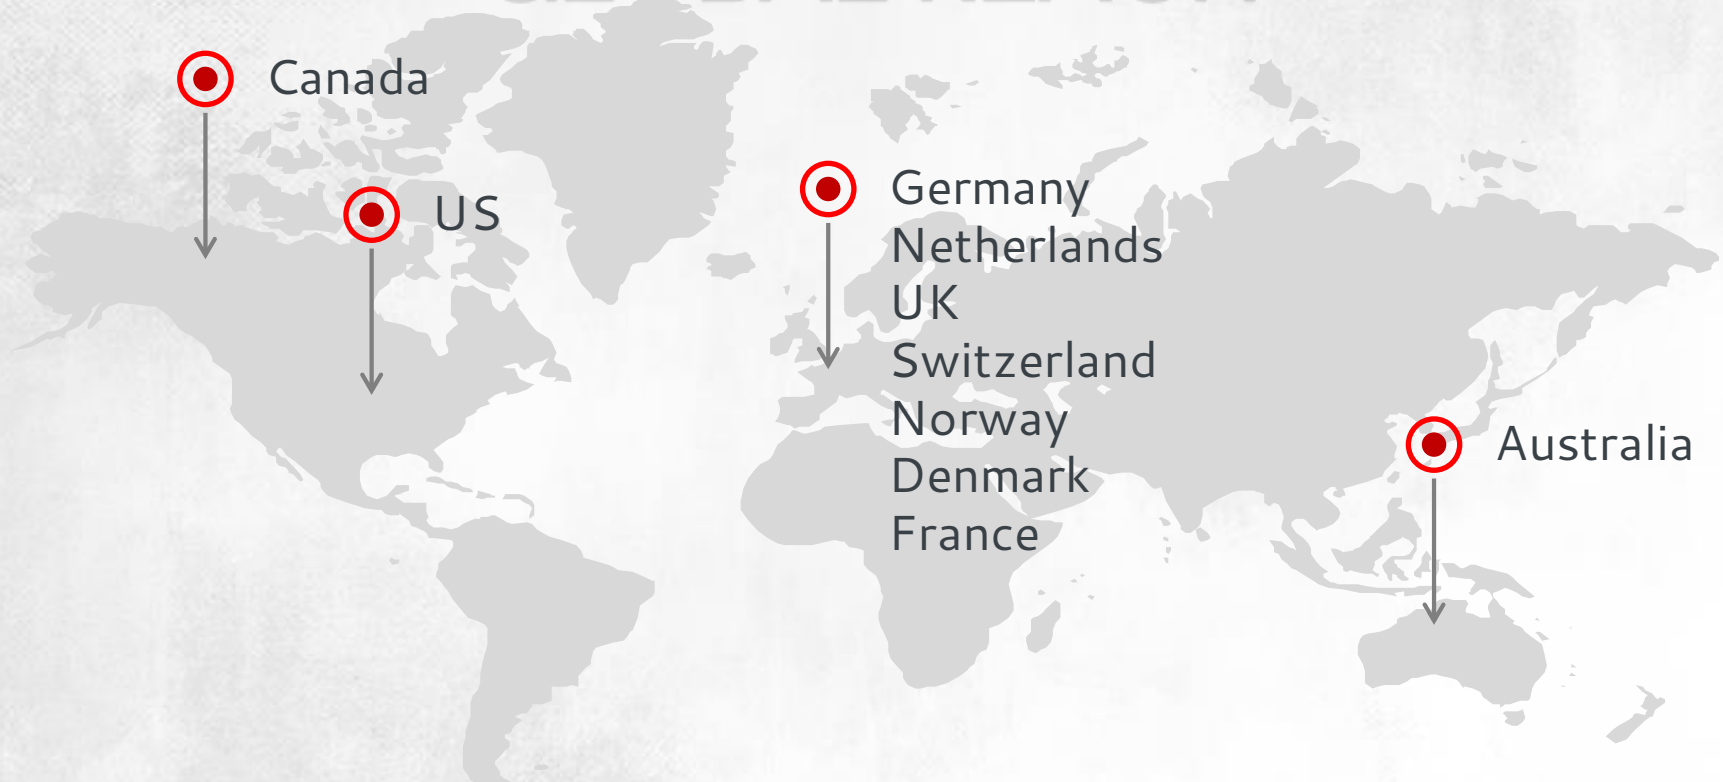 Canada
US
Germany
Netherlands
UK
Switzerland
Norway
Denmark
France
Australia